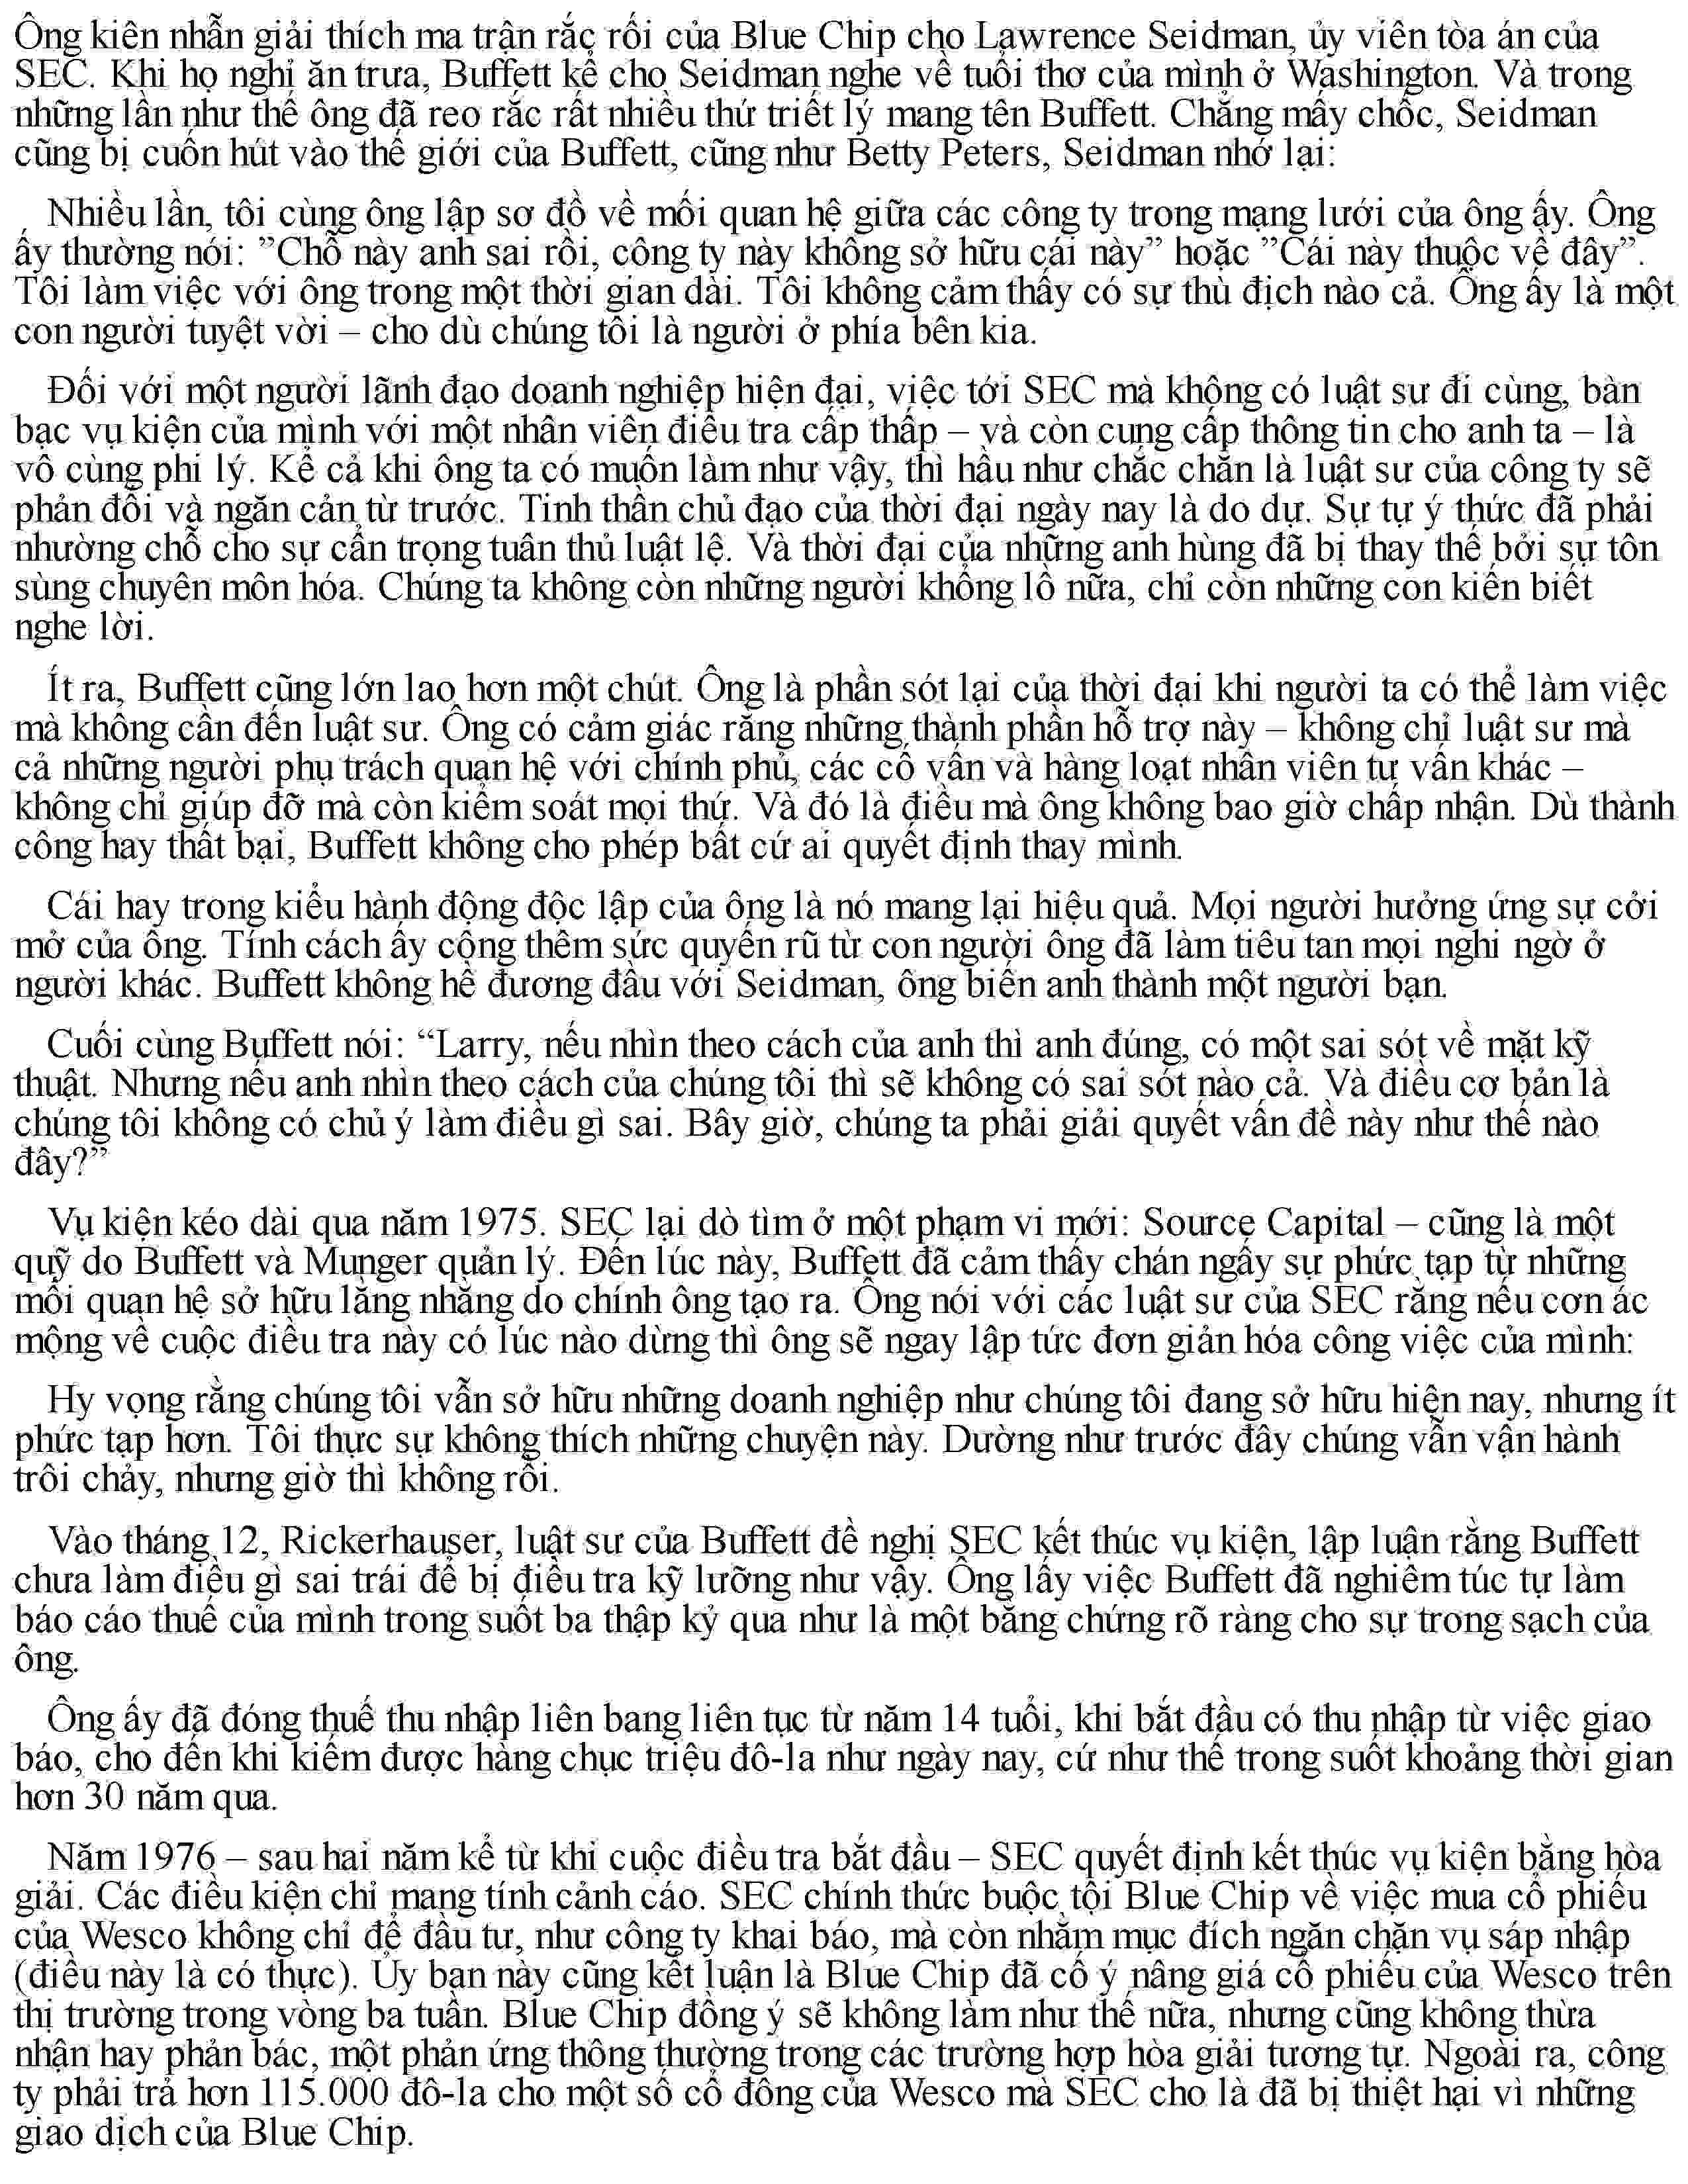 Ông kiên nhẫn giải thích ma trận rắc rối của Blue Chip cho Lawrence Seidman, ủy viên tòa án của
SEC. Khi họ nghỉ ăn trưa, Buffett kể cho Seidman nghe về tuổi thơ của mình ở Washington. Và trong
những lần như thế ông đã reo rắc rất nhiều thứ triết lý mang tên Buffett. Chẳng mấy chốc, Seidman
cũng bị cuốn hút vào thế giới của Buffett, cũng như Betty Peters, Seidman nhớ lại:
Nhiều lần, tôi cùng ông lập sơ đồ về mối quan hệ giữa các công ty trong mạng lưới của ông ấy. Ông
ấy thường nói: ”Chỗ này anh sai rồi, công ty này không sở hữu cái này” hoặc ”Cái này thuộc về đây”.
Tôi làm việc với ông trong một thời gian dài. Tôi không cảm thấy có sự thù địch nào cả. Ông ấy là một
con người tuyệt vời – cho dù chúng tôi là người ở phía bên kia.
Đối với một người lãnh đạo doanh nghiệp hiện đại, việc tới SEC mà không có luật sư đi cùng, bàn
bạc vụ kiện của mình với một nhân viên điều tra cấp thấp – và còn cung cấp thông tin cho anh ta – là
vô cùng phi lý. Kể cả khi ông ta có muốn làm như vậy, thì hầu như chắc chắn là luật sư của công ty sẽ
phản đối và ngăn cản từ trước. Tinh thần chủ đạo của thời đại ngày nay là do dự. Sự tự ý thức đã phải
nhường chỗ cho sự cẩn trọng tuân thủ luật lệ. Và thời đại của những anh hùng đã bị thay thế bởi sự tôn
sùng chuyên môn hóa. Chúng ta không còn những người khổng lồ nữa, chỉ còn những con kiến biết
nghe lời.
Ít ra, Buffett cũng lớn lao hơn một chút. Ông là phần sót lại của thời đại khi người ta có thể làm việc
mà không cần đến luật sư. Ông có cảm giác rằng những thành phần hỗ trợ này – không chỉ luật sư mà
cả những người phụ trách quan hệ với chính phủ, các cố vấn và hàng loạt nhân viên tư vấn khác –
không chỉ giúp đỡ mà còn kiểm soát mọi thứ. Và đó là điều mà ông không bao giờ chấp nhận. Dù thành
công hay thất bại, Buffett không cho phép bất cứ ai quyết định thay mình.
Cái hay trong kiểu hành động độc lập của ông là nó mang lại hiệu quả. Mọi người hưởng ứng sự cởi
mở của ông. Tính cách ấy cộng thêm sức quyến rũ từ con người ông đã làm tiêu tan mọi nghi ngờ ở
người khác. Buffett không hề đương đầu với Seidman, ông biến anh thành một người bạn.
Cuối cùng Buffett nói: “Larry, nếu nhìn theo cách của anh thì anh đúng, có một sai sót về mặt kỹ
thuật. Nhưng nếu anh nhìn theo cách của chúng tôi thì sẽ không có sai sót nào cả. Và điều cơ bản là
chúng tôi không có chủ ý làm điều gì sai. Bây giờ, chúng ta phải giải quyết vấn đề này như thế nào
đây?”
Vụ kiện kéo dài qua năm 1975. SEC lại dò tìm ở một phạm vi mới: Source Capital – cũng là một
quỹ do Buffett và Munger quản lý. Đến lúc này, Buffett đã cảm thấy chán ngấy sự phức tạp từ những
mối quan hệ sở hữu lằng nhằng do chính ông tạo ra. Ông nói với các luật sư của SEC rằng nếu cơn ác
mộng về cuộc điều tra này có lúc nào dừng thì ông sẽ ngay lập tức đơn giản hóa công việc của mình:
Hy vọng rằng chúng tôi vẫn sở hữu những doanh nghiệp như chúng tôi đang sở hữu hiện nay, nhưng ít
phức tạp hơn. Tôi thực sự không thích những chuyện này. Dường như trước đây chúng vẫn vận hành
trôi chảy, nhưng giờ thì không rồi.
Vào tháng 12, Rickerhauser, luật sư của Buffett đề nghị SEC kết thúc vụ kiện, lập luận rằng Buffett
chưa làm điều gì sai trái để bị điều tra kỹ lưỡng như vậy. Ông lấy việc Buffett đã nghiêm túc tự làm
báo cáo thuế của mình trong suốt ba thập kỷ qua như là một bằng chứng rõ ràng cho sự trong sạch của
ông.
Ông ấy đã đóng thuế thu nhập liên bang liên tục từ năm 14 tuổi, khi bắt đầu có thu nhập từ việc giao
báo, cho đến khi kiếm được hàng chục triệu đô-la như ngày nay, cứ như thế trong suốt khoảng thời gian
hơn 30 năm qua.
Năm 1976 – sau hai năm kể từ khi cuộc điều tra bắt đầu – SEC quyết định kết thúc vụ kiện bằng hòa
giải. Các điều kiện chỉ mang tính cảnh cáo. SEC chính thức buộc tội Blue Chip về việc mua cổ phiếu
của Wesco không chỉ để đầu tư, như công ty khai báo, mà còn nhằm mục đích ngăn chặn vụ sáp nhập
(điều này là có thực). Ủy ban này cũng kết luận là Blue Chip đã cố ý nâng giá cổ phiếu của Wesco trên
thị trường trong vòng ba tuần. Blue Chip đồng ý sẽ không làm như thế nữa, nhưng cũng không thừa
nhận hay phản bác, một phản ứng thông thường trong các trường hợp hòa giải tương tự. Ngoài ra, công
ty phải trả hơn 115.000 đô-la cho một số cổ đông của Wesco mà SEC cho là đã bị thiệt hại vì những
giao dịch của Blue Chip.